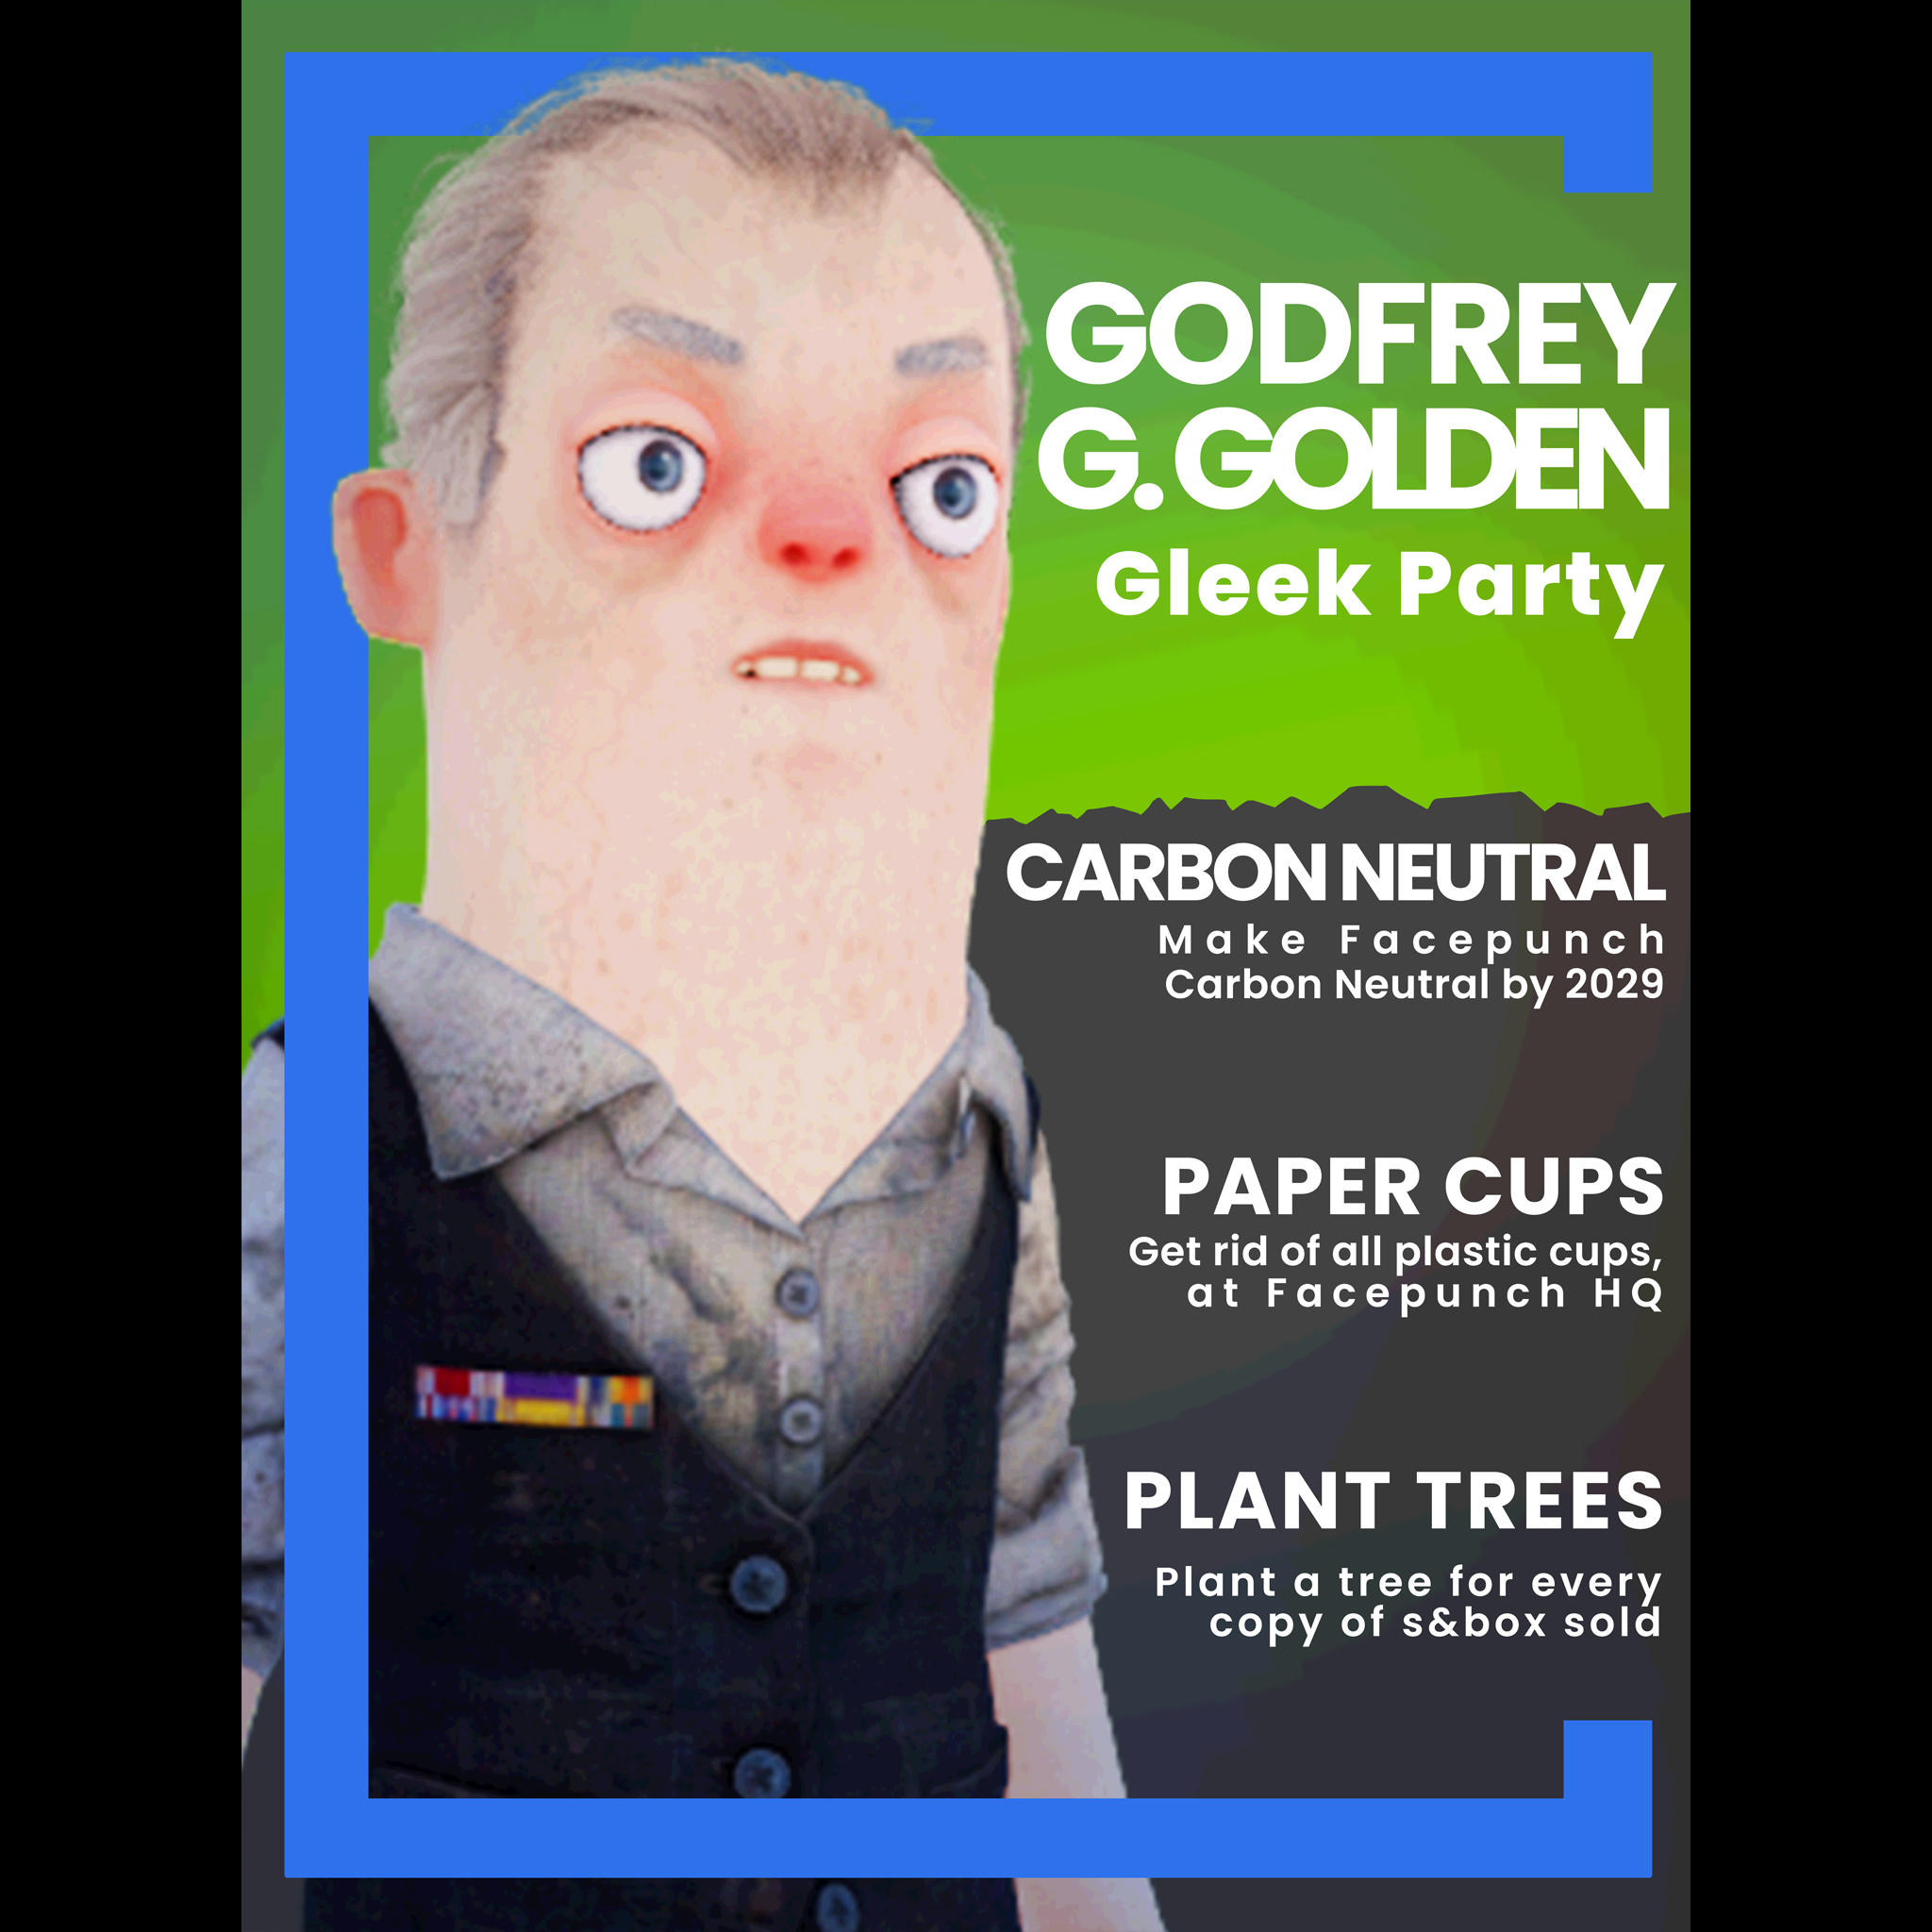 GODFREY
G. GOLDEN
Gleek Party
CARBON NEUTRAL
Make Facepunch
Carbon Neutral by 2029
PAPER CUPS
Get rid of all plastic cups,
at Facepunch HQ
PLANT TREES
Plant a tree for every
copy of s&box sold